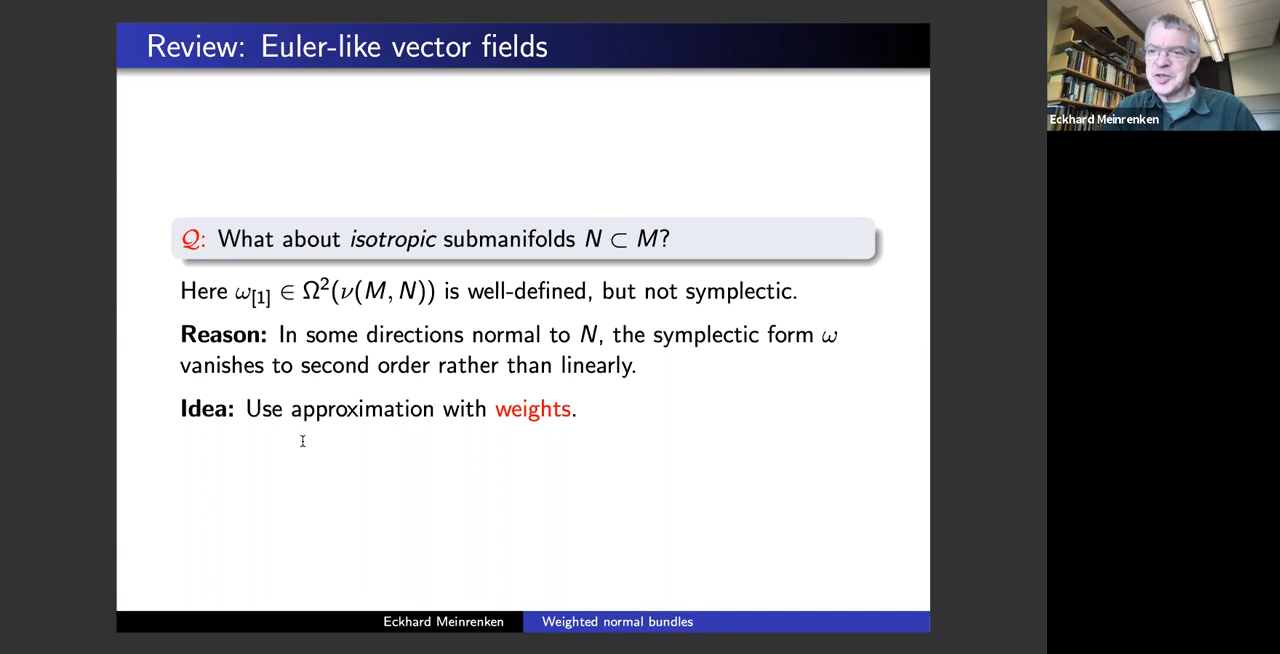 Review: Euler-like vector fields
Eckhard Meinrenken
Q: What about isotropic submanifolds N ⊂ M?
Here ω[1] ∈ Ω²(ν(M, N)) is well-defined, but not symplectic.
Reason: In some directions normal to N, the symplectic form ω
vanishes to second order rather than linearly.
Idea: Use approximation with weights.
Eckhard Meinrenken
Weighted normal bundles